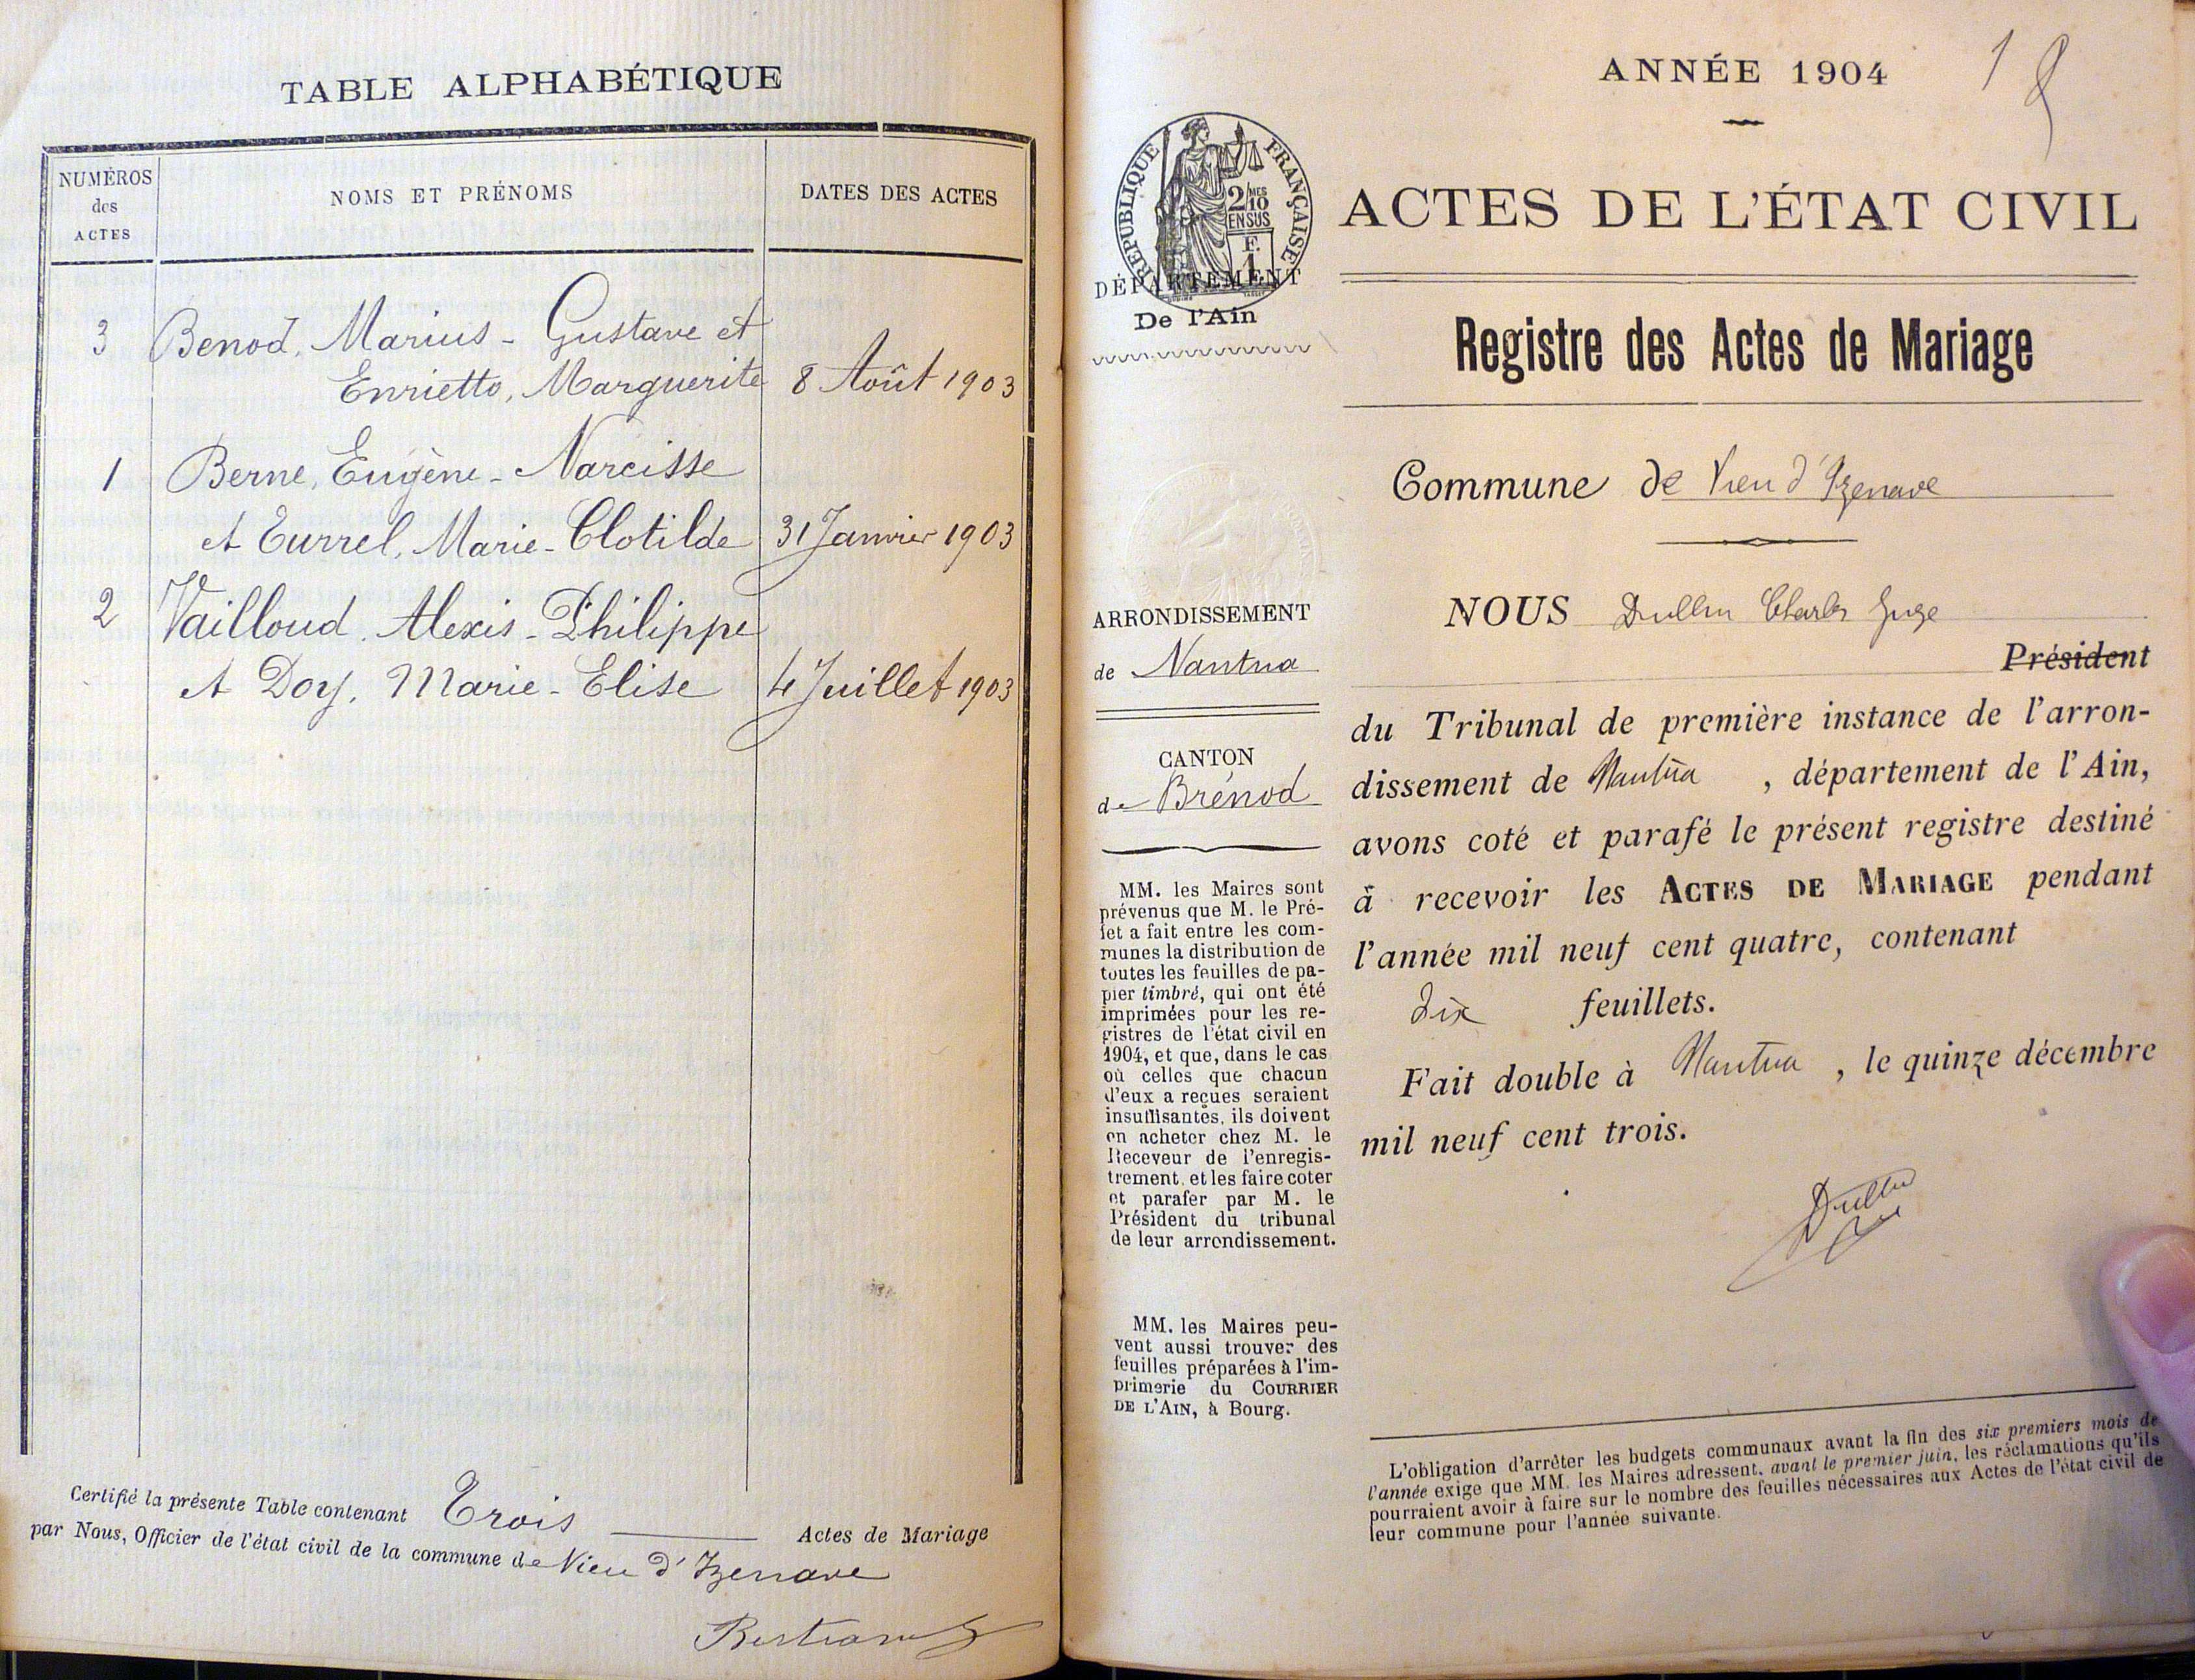 TABLE ALPHABÉTIQUE
NUMÉROS
des
ACTES
NOMS ET PRÉNOMS
DATES DES ACTES
3 Benod, Marius - Gustave et
Enrietto, Marguerite 8 Août 1903
1 Berne, Eugène - Narcisse
et Eurrel, Marie - Clotilde 31 Janvier 1903
2 Vailloud, Alexis - Philippe
et Doy, Marie - Elise 4 Juillet 1903
Certifié la présente Table contenant Trois Actes de Mariage
par Nous, Officier de l'état civil de la commune de Vieu d'Izenave
ANNÉE 1904
1
RÉPUBLIQUE FRANÇAISE
2/10 MES
EN SUS
F.
1
ACTES DE L'ÉTAT CIVIL
DÉPARTEMENT
De l'Ain
Registre des Actes de Mariage
Commune de Vieu d'Izenave
ARRONDISSEMENT
de Nantua
CANTON
de Brénod
MM. les Maires sont
prévenus que M. le Pré-
fet a fait entre les com-
munes la distribution de
toutes les feuilles de pa-
pier timbré, qui ont été
imprimées pour les re-
gistres de l'état civil en
1904, et que, dans le cas
où celles que chacun
d'eux a reçues seraient
insuffisantes, ils doivent
en acheter chez M. le
Receveur de l'enregis-
trement, et les faire coter
et parafer par M. le
Président du tribunal
de leur arrondissement.
MM. les Maires peu-
vent aussi trouver des
feuilles préparées à l'im-
primerie du COURRIER
DE L'AIN, à Bourg.
NOUS Dullin Charles Juge
Président
du Tribunal de première instance de l'arron-
dissement de Nantua, département de l'Ain,
avons coté et parafé le présent registre destiné
à recevoir les ACTES DE MARIAGE pendant
l'année mil neuf cent quatre, contenant
dix feuillets.
Fait double à Nantua, le quinze décembre
mil neuf cent trois.
Dullin
L'obligation d'arrêter les budgets communaux avant la fin des six premiers mois de
l'année exige que MM. les Maires adressent, avant le premier juin, les réclamations qu'ils
pourraient avoir à faire sur le nombre des feuilles nécessaires aux Actes de l'état civil de
leur commune pour l'année suivante.